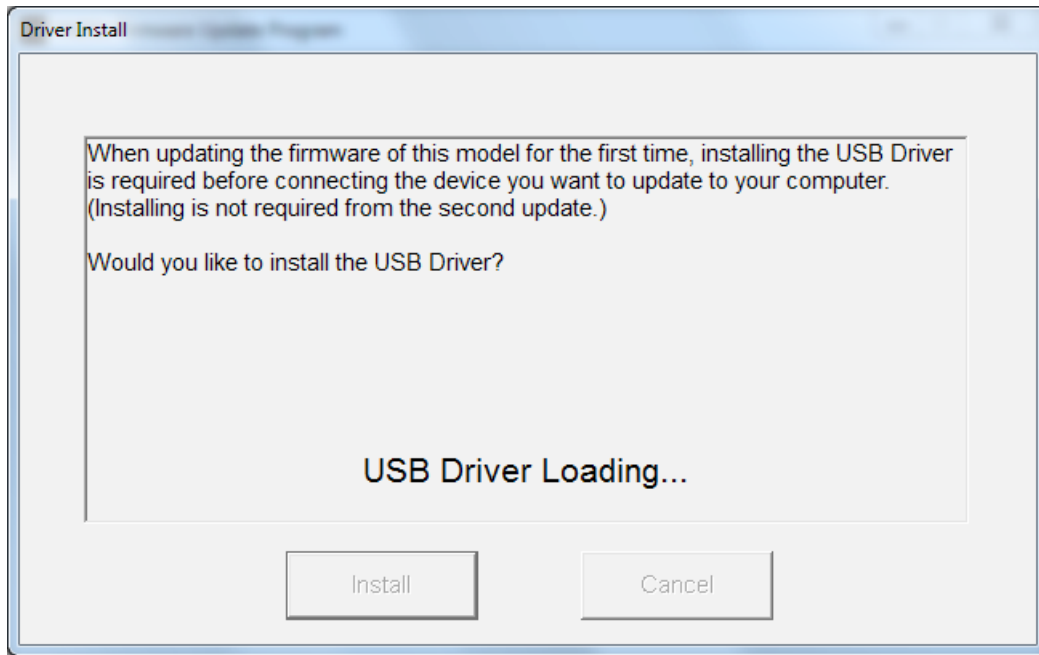 Driver Install
When updating the firmware of this model for the first time, installing the USB Driver
is required before connecting the device you want to update to your computer.
(Installing is not required from the second update.)
Would you like to install the USB Driver?
USB Driver Loading...
Install
Cancel